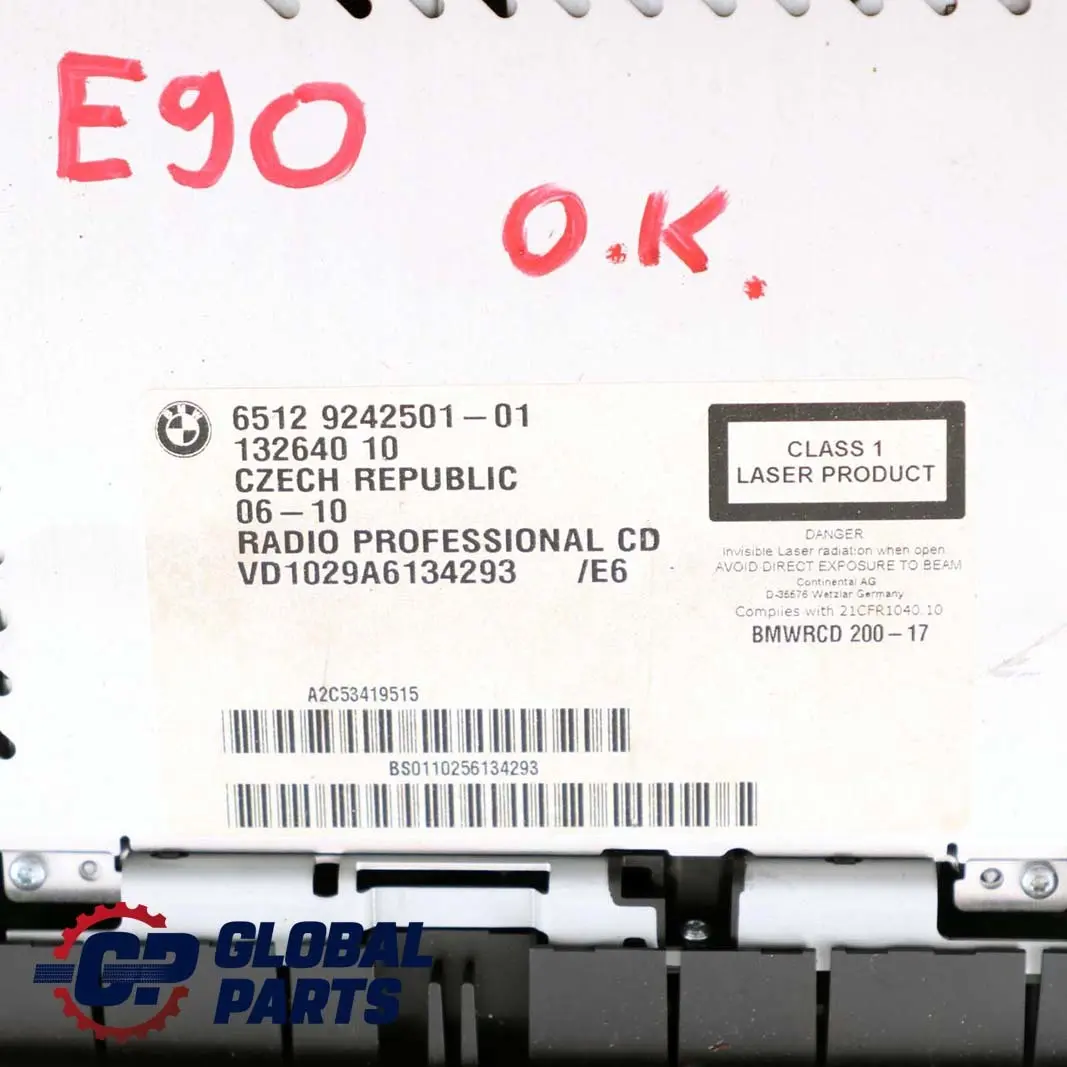 E90
O.K.
6512 9242501-01
132640 10
CZECH REPUBLIC
06-10
RADIO PROFESSIONAL CD
VD1029A6134293 /E6
CLASS 1
LASER PRODUCT
DANGER
Invisible Laser radiation when open
AVOID DIRECT EXPOSURE TO BEAM
Continental AG
D-35576 Wetzlar Germany
Complies with 21CFR1040.10
BMWRCD 200-17
A2C53419515
BS0110256134293
CP GLOBAL
PARTS